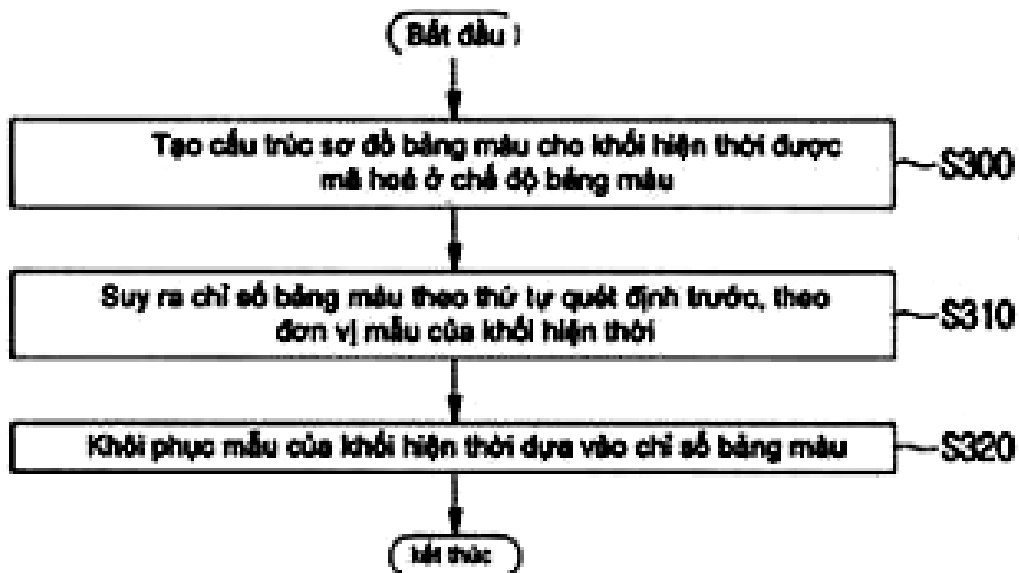 Bắt đầu
Tạo cấu trúc sơ đồ bảng màu cho khối hiện thời được
mã hoá ở chế độ bảng màu
S300
Suy ra chỉ số bảng màu theo thứ tự quét định trước, theo
đơn vị mẫu của khối hiện thời
S310
Khôi phục mẫu của khối hiện thời dựa vào chỉ số bảng màu
S320
kết thúc